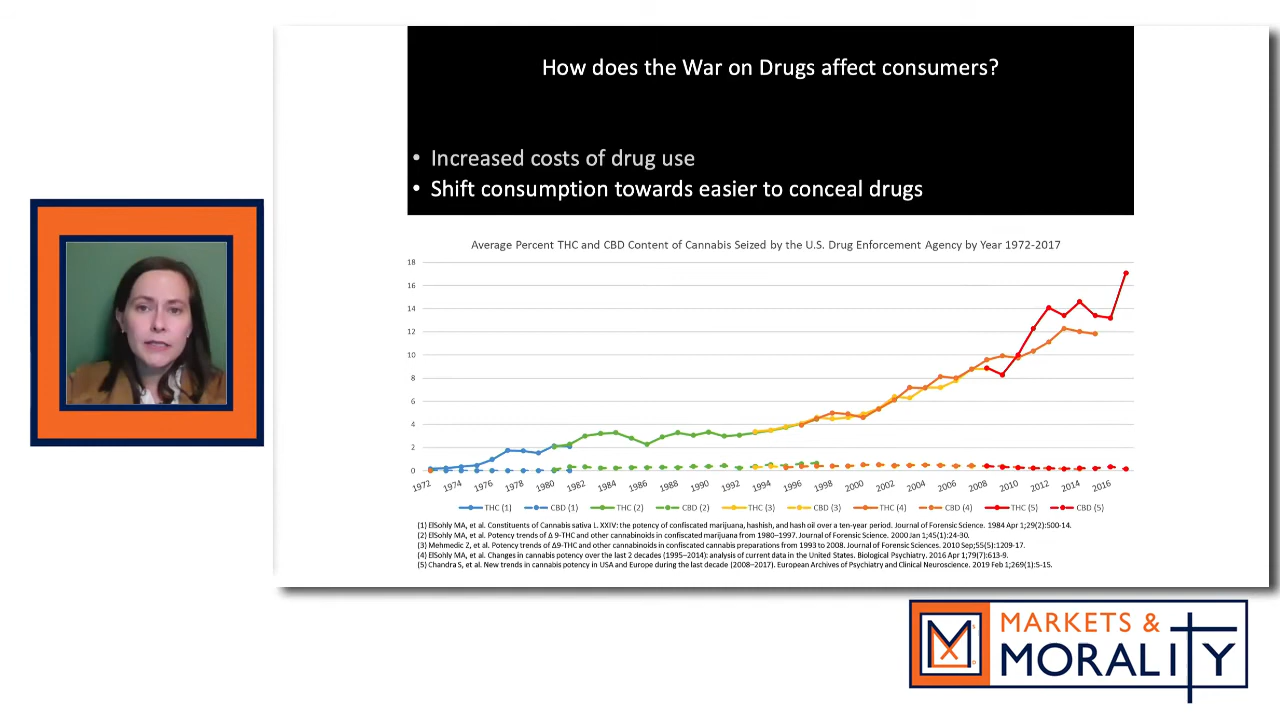 How does the War on Drugs affect consumers?
• Increased costs of drug use
• Shift consumption towards easier to conceal drugs
Average Percent THC and CBD Content of Cannabis Seized by the U.S. Drug Enforcement Agency by Year 1972-2017
18
16
14
12
10
8
6
4
2
0
1972 1974 1976 1978 1980 1982 1984 1986 1988 1990 1992 1994 1996 1998 2000 2002 2004 2006 2008 2010 2012 2014 2016
THC (1) CBD (1) THC (2) CBD (2) THC (3) CBD (3) THC (4) CBD (4) THC (5) CBD (5)
(1) ElSohly MA, et al. Constituents of Cannabis sativa L. XXIV: the potency of confiscated marijuana, hashish, and hash oil over a ten-year period. Journal of Forensic Science. 1984 Apr 1;29(2):500-14.
(2) ElSohly MA, et al. Potency trends of Δ 9-THC and other cannabinoids in confiscated marijuana from 1980–1997. Journal of Forensic Science. 2000 Jan 1;45(1):24-30.
(3) Mehmedic Z, et al. Potency trends of Δ9-THC and other cannabinoids in confiscated cannabis preparations from 1993 to 2008. Journal of Forensic Sciences. 2010 Sep;55(5):1209-17.
(4) ElSohly MA, et al. Changes in cannabis potency over the last 2 decades (1995–2014): analysis of current data in the United States. Biological Psychiatry. 2016 Apr 1;79(7):613-9.
(5) Chandra S, et al. New trends in cannabis potency in USA and Europe during the last decade (2008–2017). European Archives of Psychiatry and Clinical Neuroscience. 2019 Feb 1;269(1):5-15.
MARKETS &
MORALITY